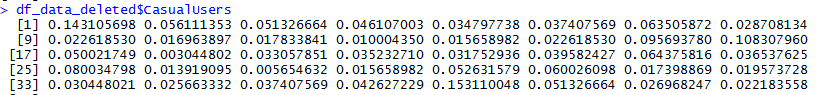 > df_data_deleted$CasualUsers
[1] 0.143105698 0.056111353 0.051326664 0.046107003 0.034797738 0.037407569 0.063505872 0.028708134
[9] 0.022618530 0.016963897 0.017833841 0.010004350 0.015658982 0.022618530 0.095693780 0.108307960
[17] 0.050021749 0.003044802 0.033057851 0.035232710 0.031752936 0.039582427 0.064375816 0.036537625
[25] 0.080034798 0.013919095 0.005654632 0.015658982 0.052631579 0.060026098 0.017398869 0.019573728
[33] 0.030448021 0.025663332 0.037407569 0.042627229 0.153110048 0.051326664 0.026968247 0.022183558